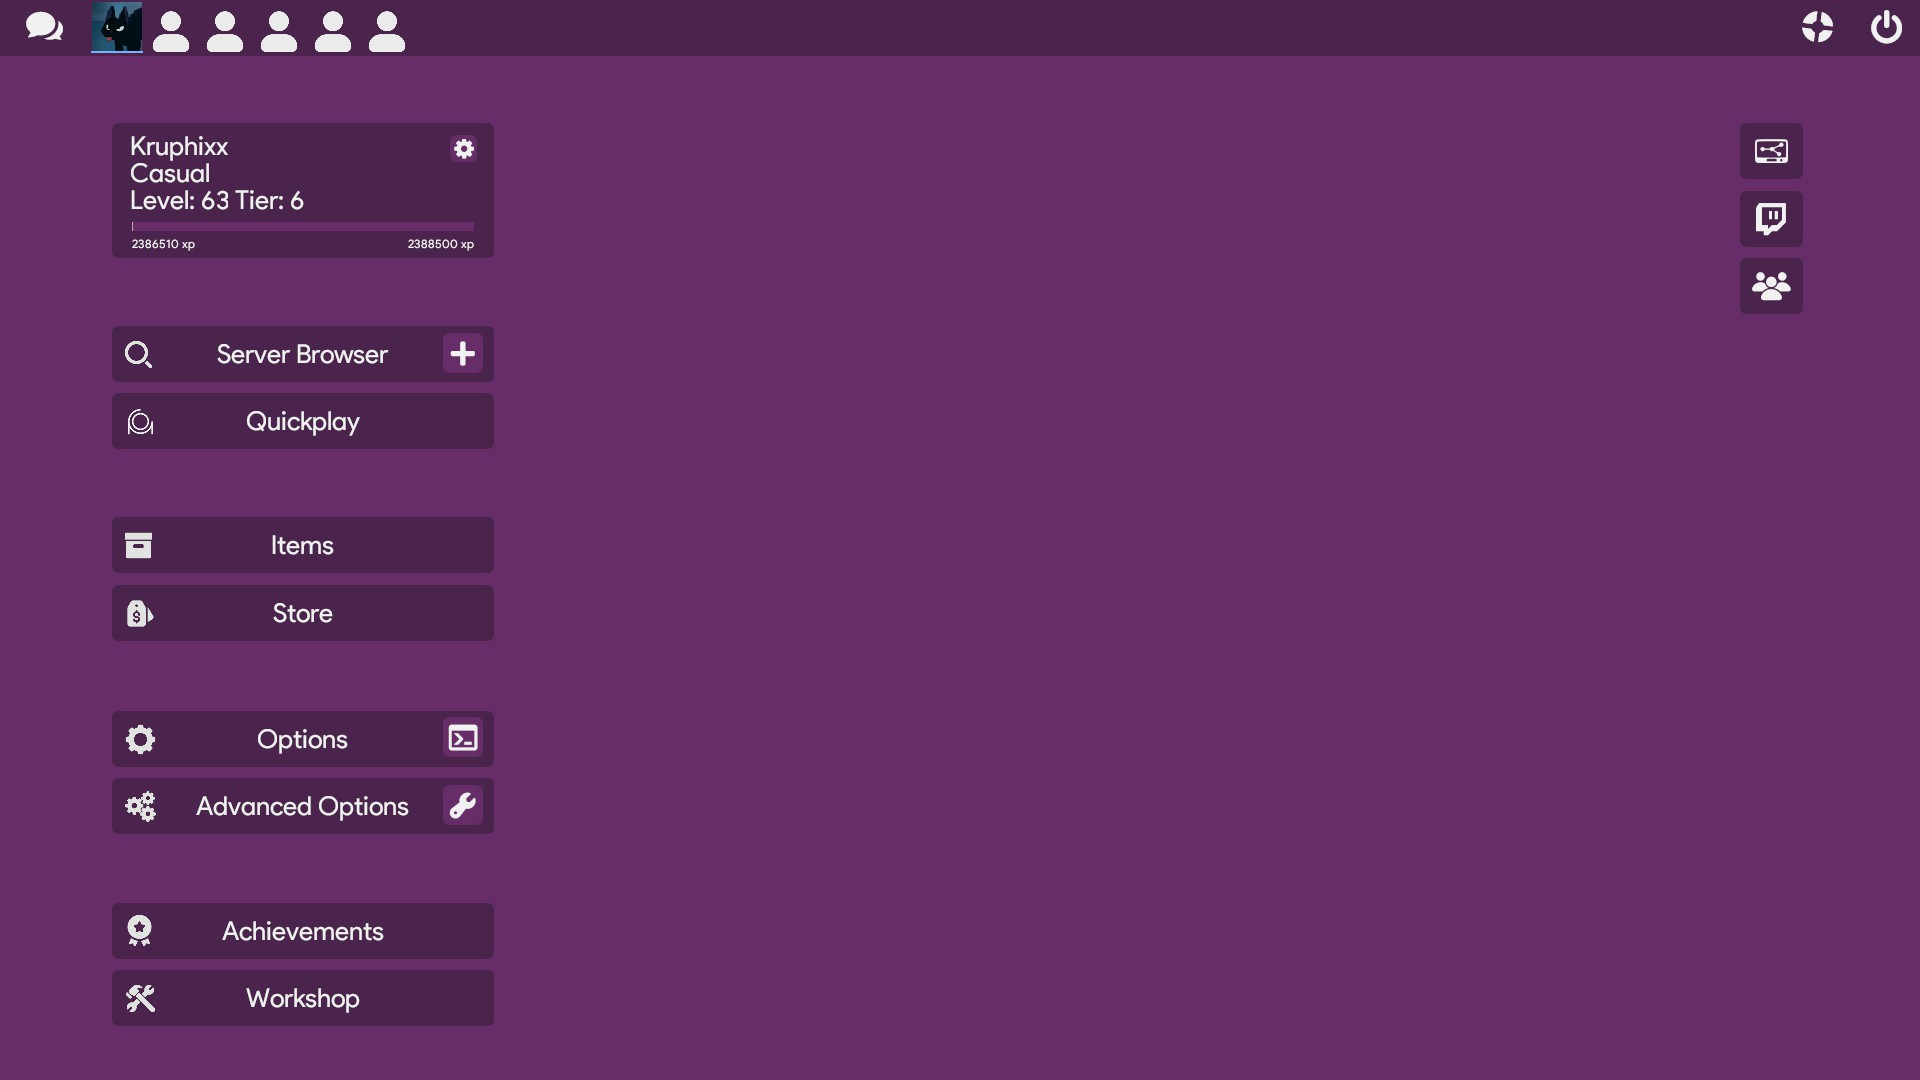 Kruphixx
Casual
Level: 63 Tier: 6
2386510 xp 2388500 xp
Server Browser
Quickplay
Items
Store
Options
Advanced Options
Achievements
Workshop